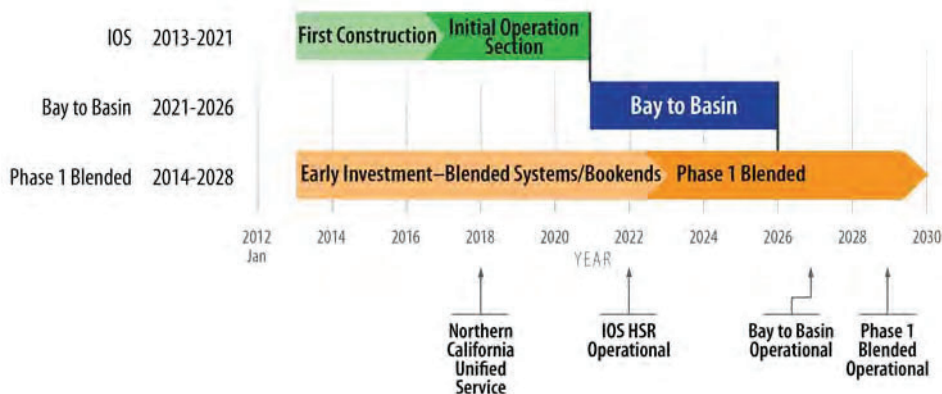 IOS 2013-2021
First Construction
Initial Operation
Section
Bay to Basin 2021-2026
Bay to Basin
Phase 1 Blended 2014-2028
Early Investment–Blended Systems/Bookends
Phase 1 Blended
2012 2014 2016 2018 2020 2022 2024 2026 2028 2030
Jan
YEAR
Northern
California
Unified
Service
IOS HSR
Operational
Bay to Basin
Operational
Phase 1
Blended
Operational